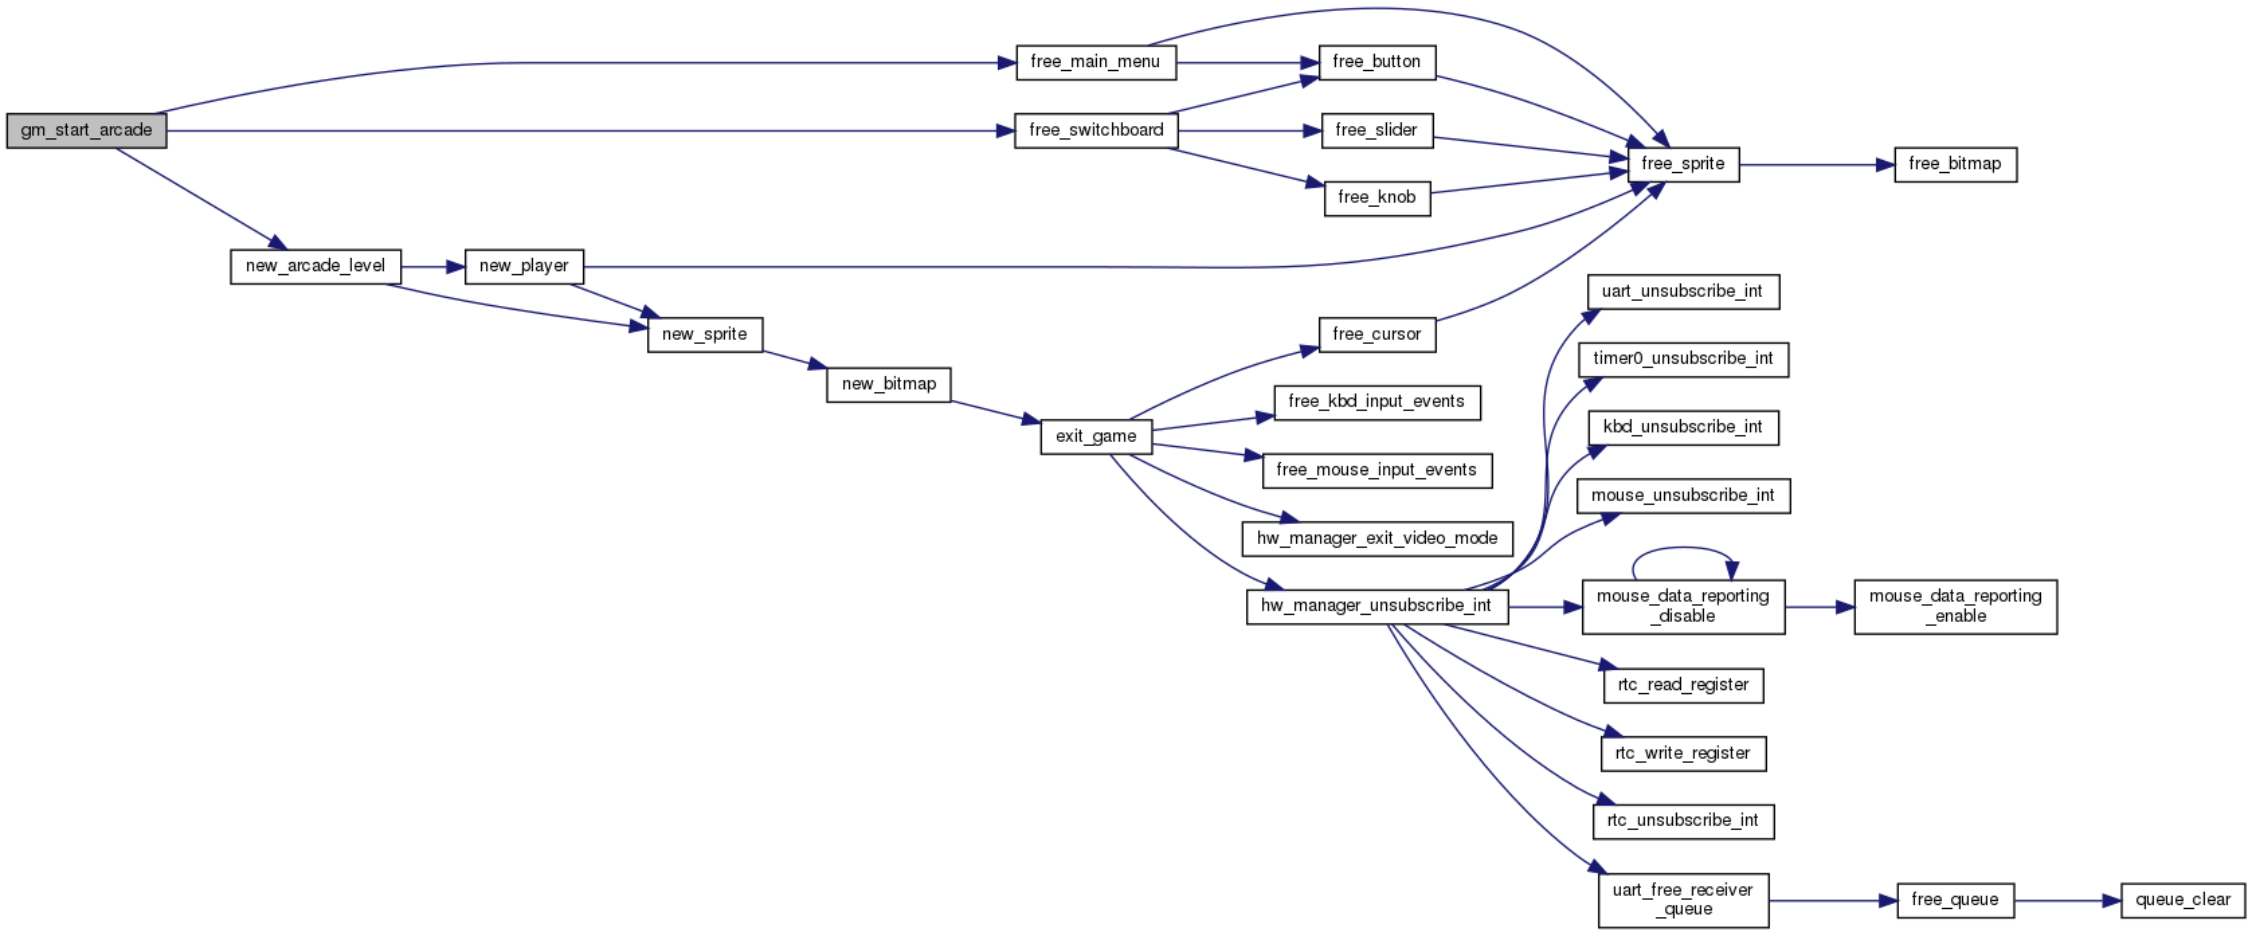 gm_start_arcade
free_main_menu
free_switchboard
new_arcade_level
new_player
new_sprite
new_bitmap
exit_game
free_button
free_slider
free_knob
free_sprite
free_bitmap
free_cursor
free_kbd_input_events
free_mouse_input_events
hw_manager_exit_video_mode
hw_manager_unsubscribe_int
uart_unsubscribe_int
timer0_unsubscribe_int
kbd_unsubscribe_int
mouse_unsubscribe_int
mouse_data_reporting
_disable
mouse_data_reporting
_enable
rtc_read_register
rtc_write_register
rtc_unsubscribe_int
uart_free_receiver
_queue
free_queue
queue_clear